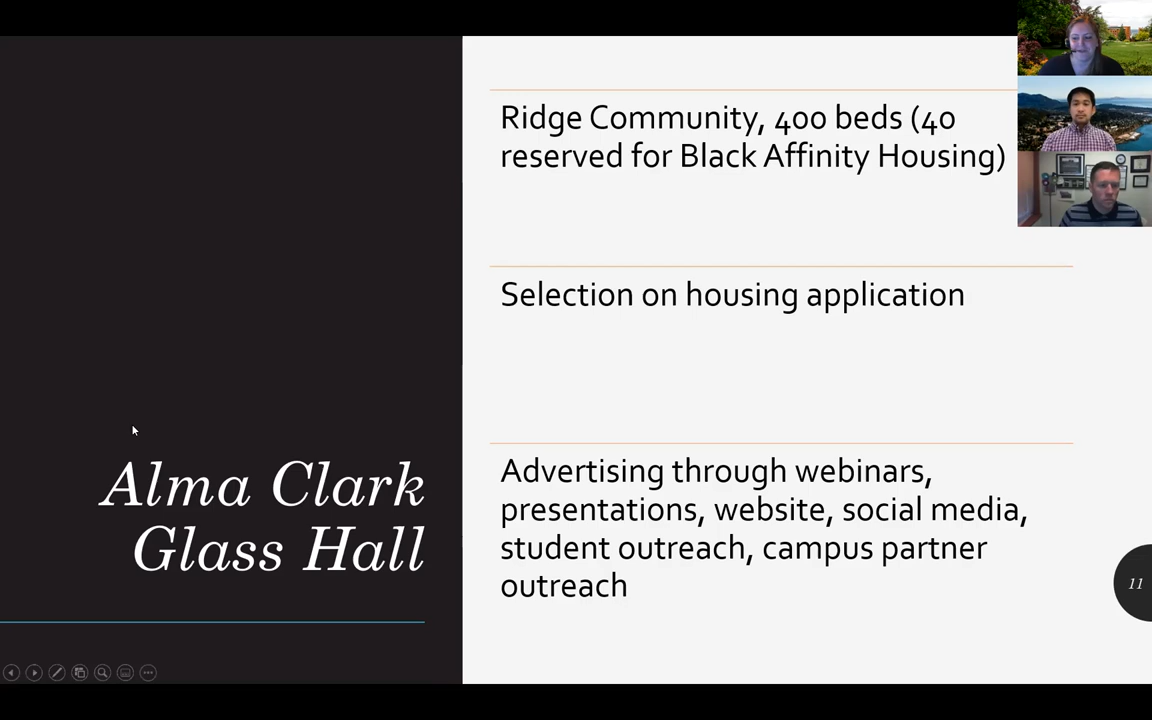 Ridge Community, 400 beds (40
reserved for Black Affinity Housing)
Selection on housing application
Alma Clark
Glass Hall
Advertising through webinars,
presentations, website, social media,
student outreach, campus partner
outreach
11